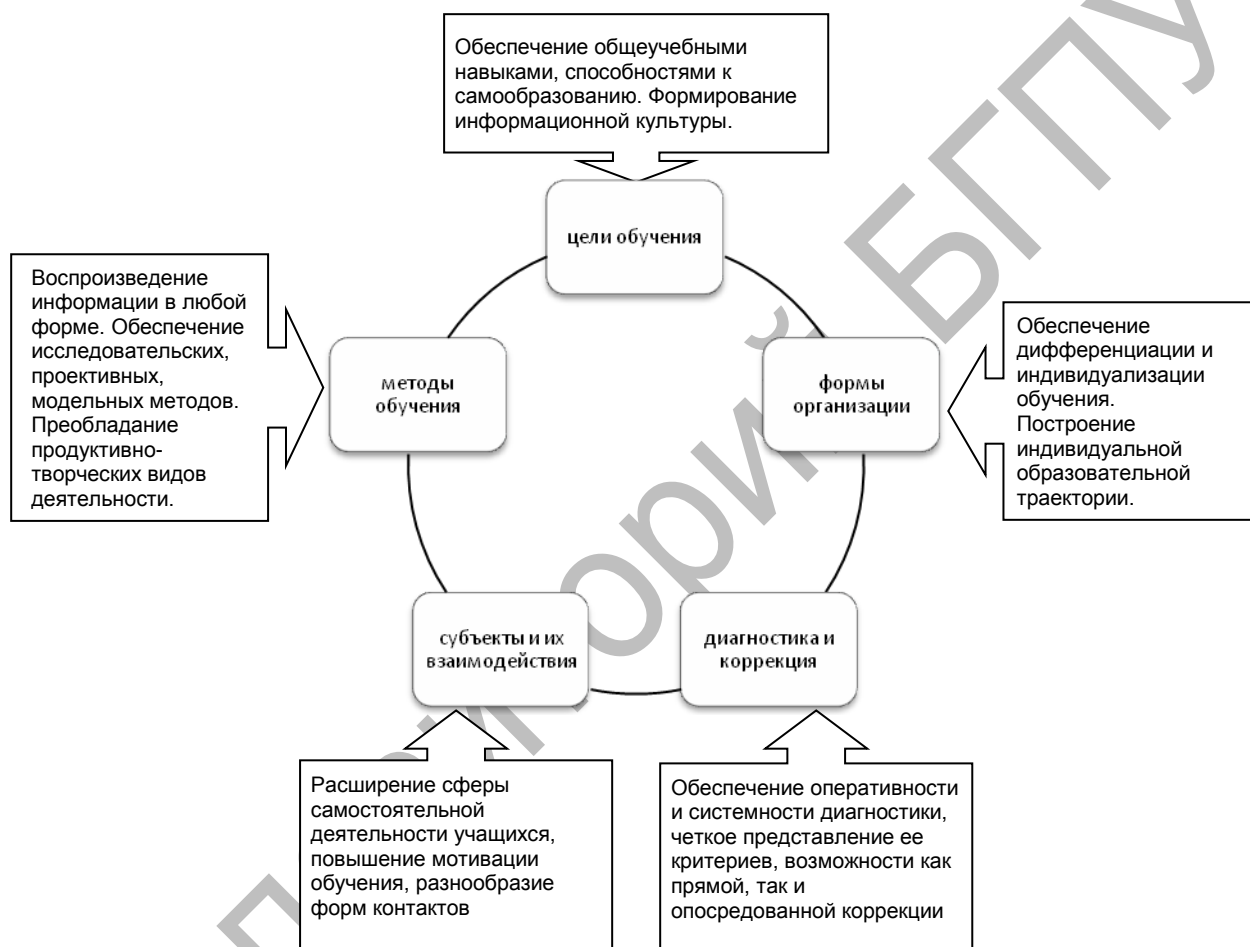 Обеспечение общеучебными
навыками, способностями к
самообразованию. Формирование
информационной культуры.
цели обучения
Воспроизведение
информации в любой
форме. Обеспечение
исследовательских,
проективных,
модельных методов.
Преобладание
продуктивно-
творческих видов
деятельности.
методы
обучения
формы
организации
Обеспечение
дифференциации и
индивидуализации
обучения.
Построение
индивидуальной
образовательной
траектории.
субъекты и их
взаимодействия
диагностика и
коррекция
Расширение сферы
самостоятельной
деятельности учащихся,
повышение мотивации
обучения, разнообразие
форм контактов
Обеспечение оперативности
и системности диагностики,
четкое представление ее
критериев, возможности как
прямой, так и
опосредованной коррекции
БГПУ